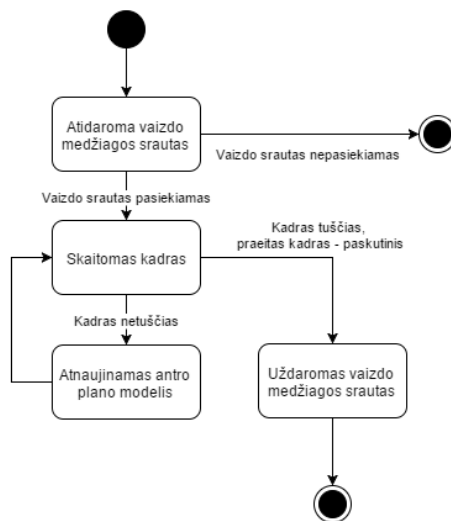 Atidaroma vaizdo
medžiagos srautas
Vaizdo srautas nepasiekiamas
Vaizdo srautas pasiekiamas
Skaitomas kadras
Kadras tuščias,
praeitas kadras - paskutinis
Kadras netuščias
Atnaujinamas antro
plano modelis
Uždaromas vaizdo
medžiagos srautas